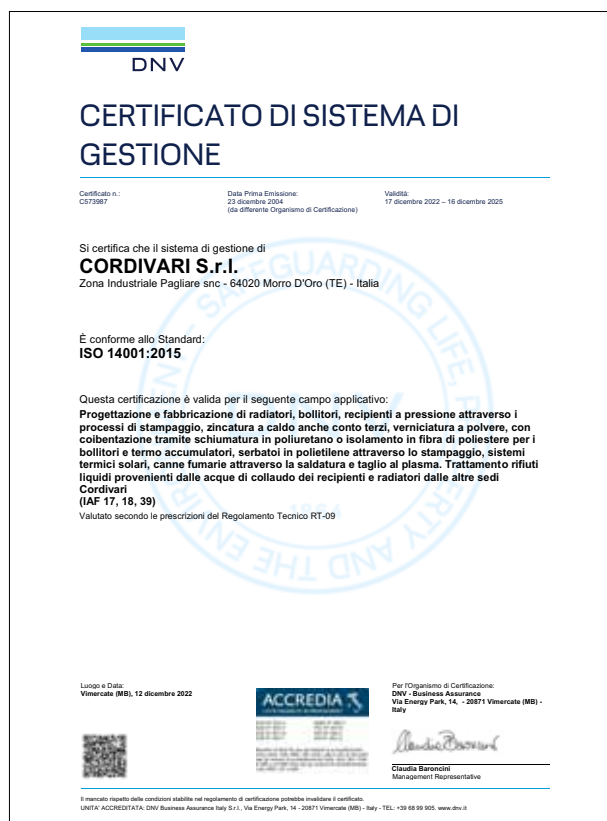 DNV
CERTIFICATO DI SISTEMA DI
GESTIONE
Certificato n.:
C573987
Data Prima Emissione:
23 dicembre 2004
(da differente Organismo di Certificazione)
Validità:
17 dicembre 2022 – 16 dicembre 2025
Si certifica che il sistema di gestione di
CORDIVARI S.r.l.
Zona Industriale Pagliare snc - 64020 Morro D'Oro (TE) - Italia
È conforme allo Standard:
ISO 14001:2015
Questa certificazione è valida per il seguente campo applicativo:
Progettazione e fabbricazione di radiatori, bollitori, recipienti a pressione attraverso i
processi di stampaggio, zincatura a caldo anche conto terzi, verniciatura a polvere, con
coibentazione tramite schiumatura in poliuretano o isolamento in fibra di poliestere per i
bollitori e termo accumulatori, serbatoi in polietilene attraverso lo stampaggio, sistemi
termici solari, canne fumarie attraverso la saldatura e taglio al plasma. Trattamento rifiuti
liquidi provenienti dalle acque di collaudo dei recipienti e radiatori dalle altre sedi
Cordivari
(IAF 17, 18, 39)
Valutato secondo le prescrizioni del Regolamento Tecnico RT-09
Luogo e Data:
Vimercate (MB), 12 dicembre 2022
ACCREDIA
Per l'Organismo di Certificazione:
DNV - Business Assurance
Via Energy Park, 14, - 20871 Vimercate (MB) -
Italy
Claudia Baroncini
Claudia Baroncini
Management Representative
Il mancato rispetto delle condizioni stabilite nel regolamento di certificazione potrebbe invalidare il certificato.
UNITA' ACCREDITATA: DNV Business Assurance Italy S.r.l., Via Energy Park, 14 - 20871 Vimercate (MB) - Italy - TEL: +39 68 99 905. www.dnv.it